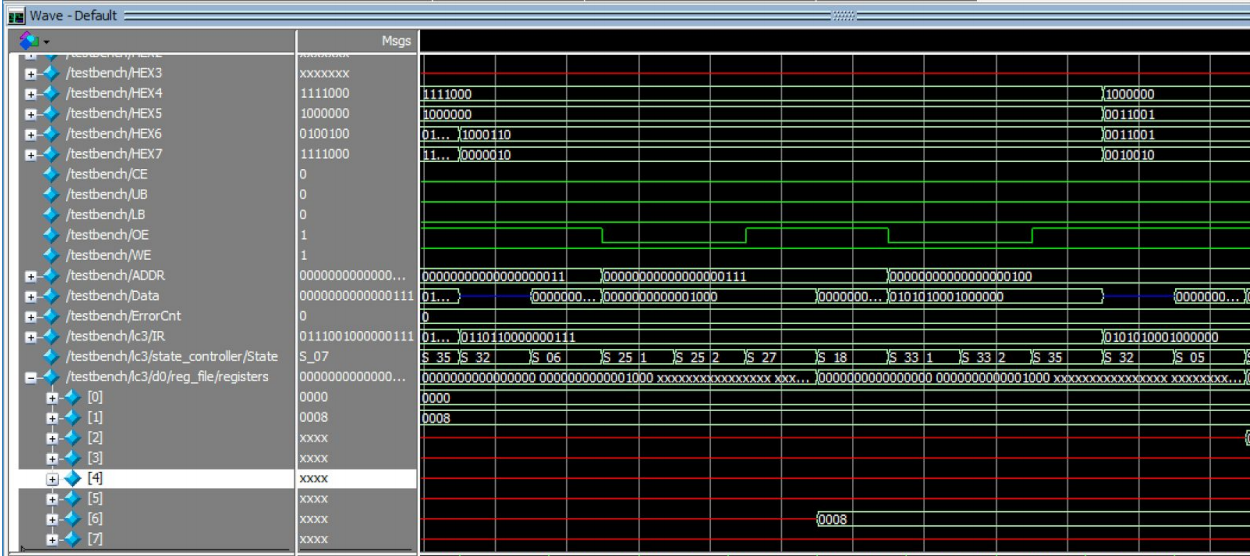 Wave - Default
Msgs
/testbench/HEX2 xxxxxxx
/testbench/HEX3 xxxxxxx
/testbench/HEX4 1111000 1111000 1000000
/testbench/HEX5 1000000 1000000 0011001
/testbench/HEX6 0100100 01... 1000110 0011001
/testbench/HEX7 1111000 11... 0000010 0010010
/testbench/CE 0
/testbench/UB 0
/testbench/LB 0
/testbench/OE 1
/testbench/WE 1
/testbench/ADDR 0000000000000... 00000000000000000011 00000000000000000111 00000000000000000100
/testbench/Data 0000000000000111 01... 0000000... 0000000000001000 0000000... 0101010001000000 0000000...
/testbench/ErrorCnt 0 0
/testbench/lc3/IR 0111001000000111 01... 0110110000000111 0101010001000000
/testbench/lc3/state_controller/State S_07 S_35 S_32 S_06 S_25_1 S_25_2 S_27 S_18 S_33_1 S_33_2 S_35 S_32 S_05
/testbench/lc3/d0/reg_file/registers 0000000000000... 0000000000000000 0000000000001000 xxxxxxxxxxxxxxxx xxx... 0000000000000000 0000000000001000 xxxxxxxxxxxxxxxx xxxxxxxx...
[0] 0000 0000
[1] 0008 0008
[2] xxxx
[3] xxxx
[4] xxxx
[5] xxxx
[6] xxxx 0008
[7] xxxx